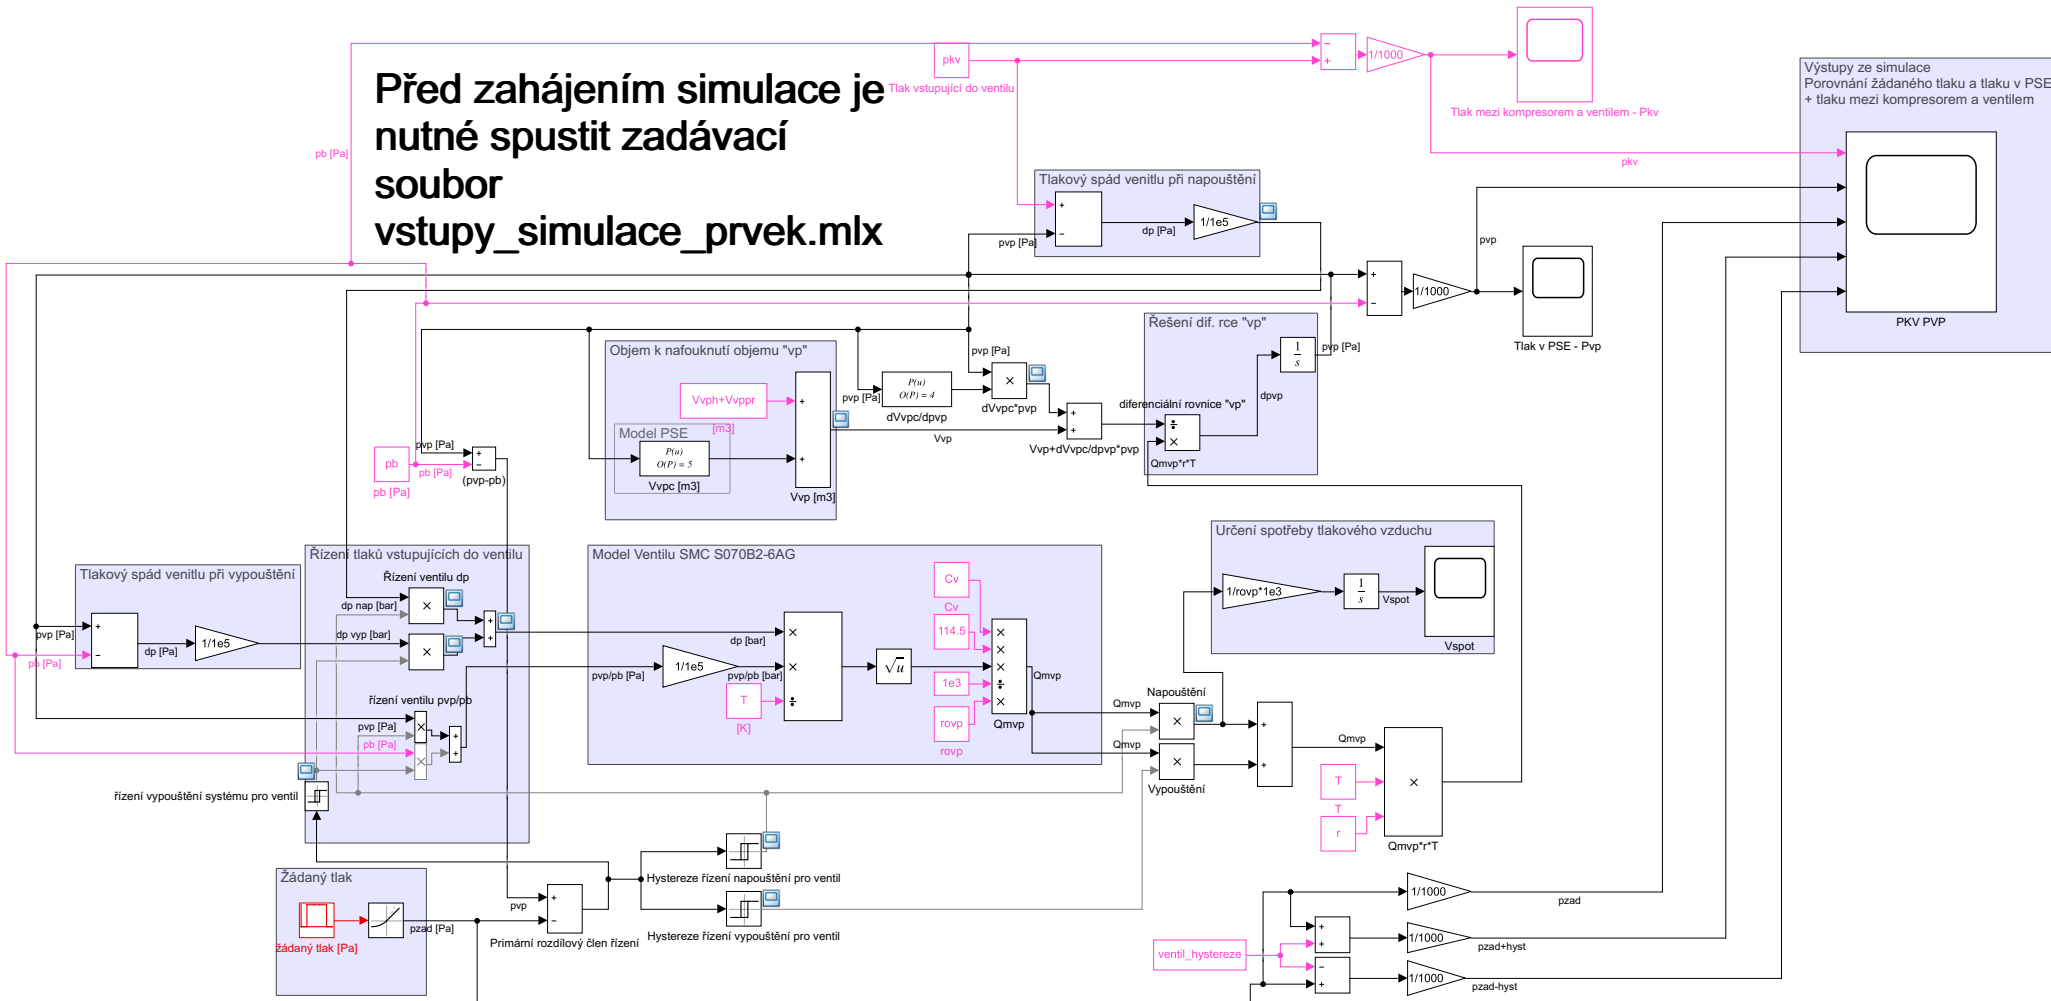 Před zahájením simulace je
nutné spustit zadávací
soubor
vstupy_simulace_prvek.mlx
pb [Pa]
pkv
Tlak vstupující do ventilu
−
+
1/1000
Tlak mezi kompresorem a ventilem - Pkv
pkv
Výstupy ze simulace
Porovnání žádaného tlaku a tlaku v PSE
+ tlaku mezi kompresorem a ventilem
PKV PVP
Tlakový spád venitlu při napouštění
+
−
pvp [Pa]
dp [Pa]
1/1e5
+
−
1/1000
pvp
Tlak v PSE - Pvp
Řešení dif. rce "vp"
1
s
pvp [Pa]
dpvp
diferenciální rovnice "vp"
÷
×
Qmvp*r*T
Objem k nafouknutí objemu "vp"
Vvph+Vvppr
[m3]
Model PSE
P(u)
O(P) = 5
Vvpc [m3]
+
+
Vvp [m3]
Vvp
pvp [Pa]
P(u)
O(P) = 4
dVvpc/dpvp
pvp [Pa]
×
dVvpc*pvp
+
+
Vvp+dVvpc/dpvp*pvp
pb
pb [Pa]
pvp [Pa]
pb [Pa]
+
−
(pvp-pb)
Tlakový spád venitlu při vypouštění
+
−
pvp [Pa]
pb [Pa]
dp [Pa]
1/1e5
Řízení tlaků vstupujících do ventilu
Řízení ventilu dp
dp nap [bar]
×
dp vyp [bar]
×
+
+
řízení ventilu pvp/pb
pvp [Pa]
×
pb [Pa]
×
+
+
řízení vypouštění systému pro ventil
Model Ventilu SMC S070B2-6AG
dp [bar]
pvp/pb [Pa]
1/1e5
pvp/pb [bar]
T
[K]
×
×
÷
√u
Cv
Cv
114.5
1e3
rovp
rovp
×
×
×
÷
×
Qmvp
Qmvp
Určení spotřeby tlakového vzduchu
1/rovp*1e3
1
s
Vspot
Vspot
Napouštění
Qmvp
×
Qmvp
×
Vypouštění
+
+
Qmvp
T
T
r
×
Qmvp*r*T
Hystereze řízení napouštění pro ventil
Hystereze řízení vypouštění pro ventil
Žádaný tlak
žádaný tlak [Pa]
pzad [Pa]
pvp
+
−
Primární rozdílový člen řízení
1/1000
pzad
+
+
1/1000
pzad+hyst
ventil_hystereze
−
+
1/1000
pzad-hyst